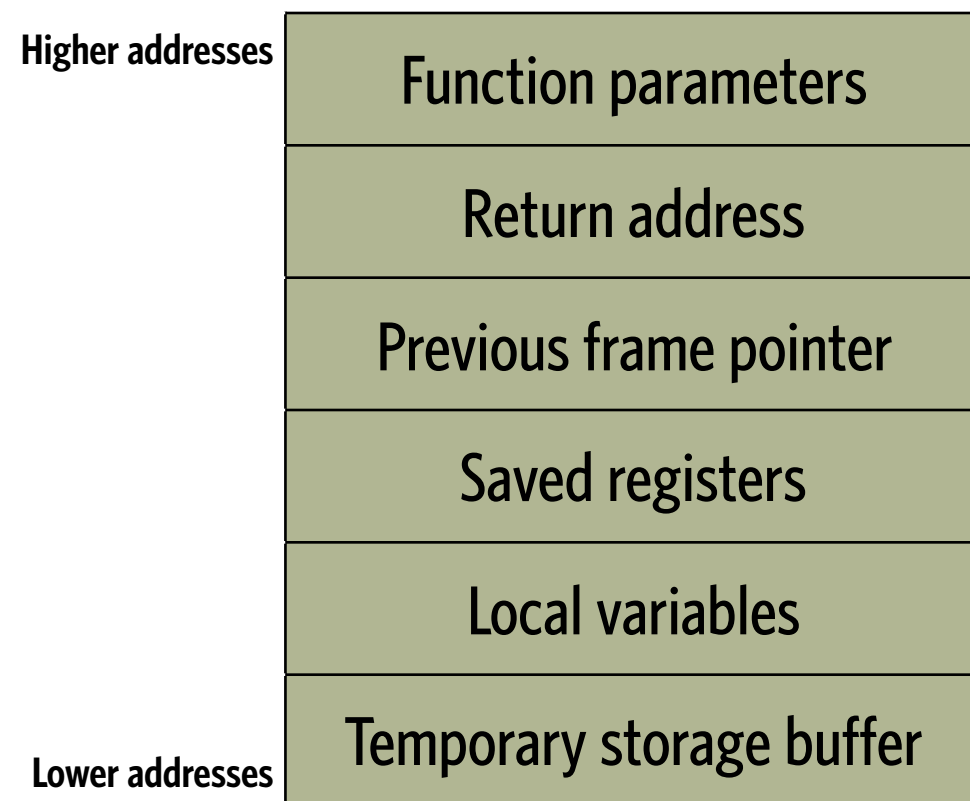 Higher addresses
Function parameters
Return address
Previous frame pointer
Saved registers
Local variables
Temporary storage buffer
Lower addresses